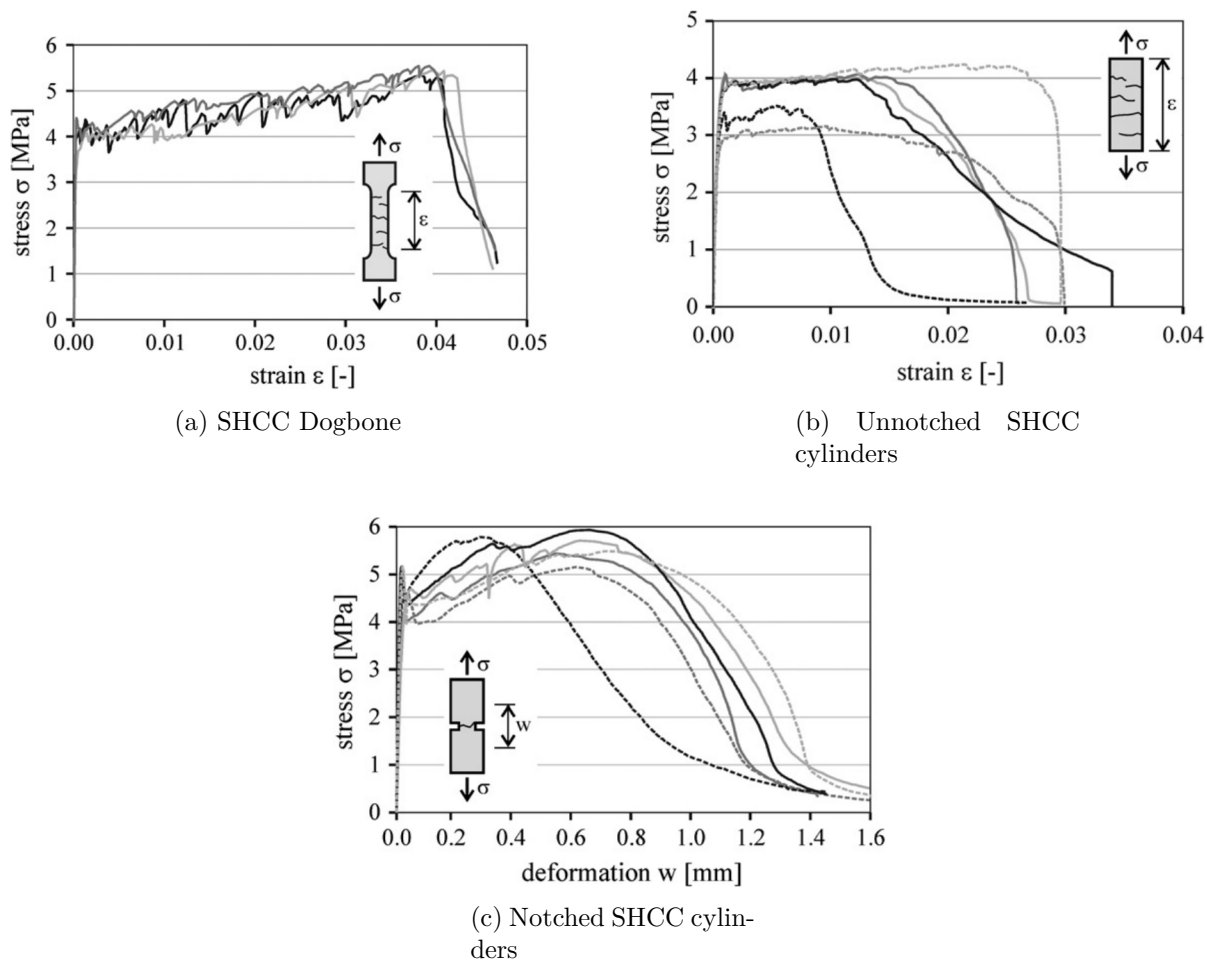 6
5
4
3
2
1
0
stress σ [MPa]
0.00 0.01 0.02 0.03 0.04 0.05
strain ε [-]
σ
ε
σ
(a) SHCC Dogbone
5
4
3
2
1
0
stress σ [MPa]
0.00 0.01 0.02 0.03 0.04
strain ε [-]
σ
ε
σ
(b) Unnotched SHCC
cylinders
6
5
4
3
2
1
0
stress σ [MPa]
0.0 0.2 0.4 0.6 0.8 1.0 1.2 1.4 1.6
deformation w [mm]
σ
w
σ
(c) Notched SHCC cylin-
ders